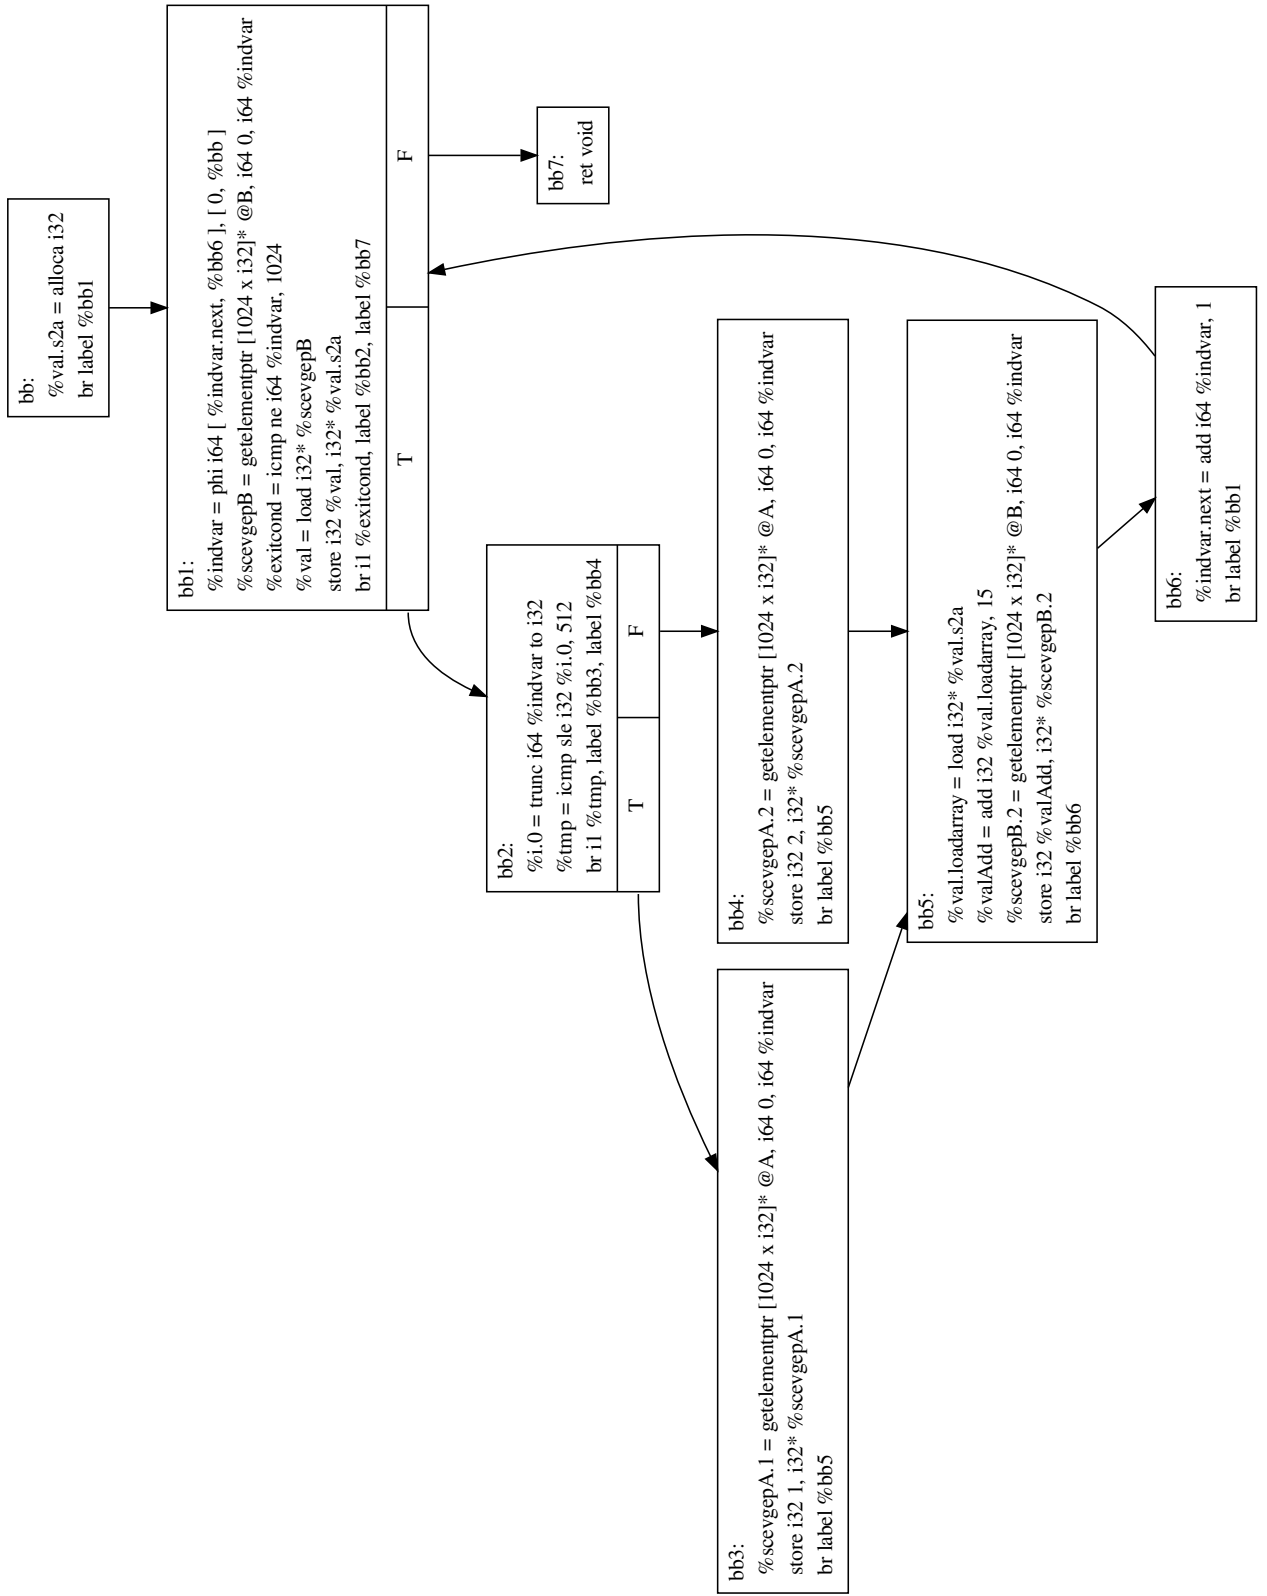 bb:
%val.s2a = alloca i32
br label %bb1
bb1:
%indvar = phi i64 [ %indvar.next, %bb6 ], [ 0, %bb ]
%scevgepB = getelementptr [1024 x i32]* @B, i64 0, i64 %indvar
%exitcond = icmp ne i64 %indvar, 1024
%val = load i32* %scevgepB
store i32 %val, i32* %val.s2a
br i1 %exitcond, label %bb2, label %bb7
T
F
bb7:
ret void
bb2:
%i.0 = trunc i64 %indvar to i32
%tmp = icmp sle i32 %i.0, 512
br i1 %tmp, label %bb3, label %bb4
T
F
bb3:
%scevgepA.1 = getelementptr [1024 x i32]* @A, i64 0, i64 %indvar
store i32 1, i32* %scevgepA.1
br label %bb5
bb4:
%scevgepA.2 = getelementptr [1024 x i32]* @A, i64 0, i64 %indvar
store i32 2, i32* %scevgepA.2
br label %bb5
bb5:
%val.loadarray = load i32* %val.s2a
%valAdd = add i32 %val.loadarray, 15
%scevgepB.2 = getelementptr [1024 x i32]* @B, i64 0, i64 %indvar
store i32 %valAdd, i32* %scevgepB.2
br label %bb6
bb6:
%indvar.next = add i64 %indvar, 1
br label %bb1